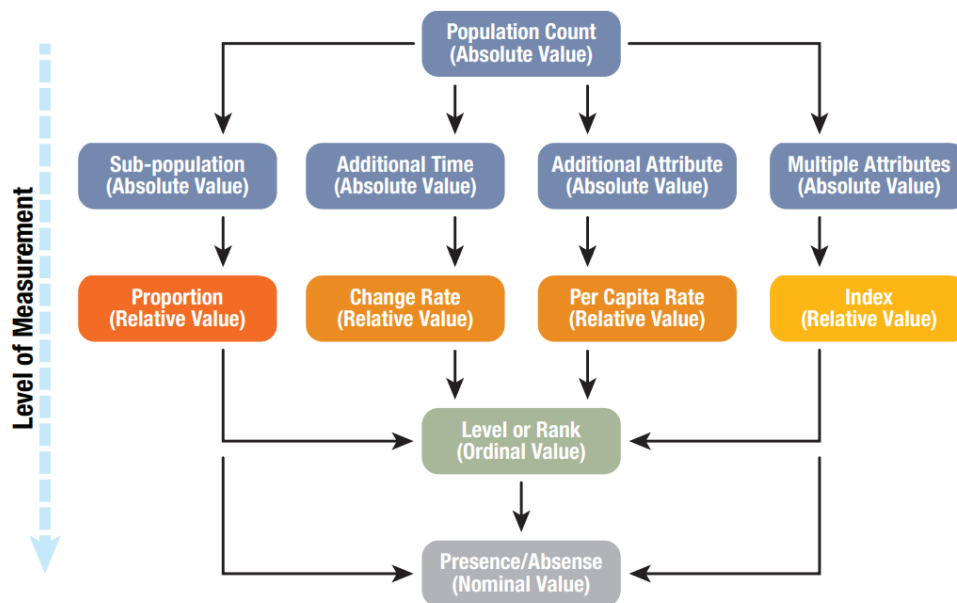 Population Count
(Absolute Value)
Sub-population
(Absolute Value)
Additional Time
(Absolute Value)
Additional Attribute
(Absolute Value)
Multiple Attributes
(Absolute Value)
Level of Measurement
Proportion
(Relative Value)
Change Rate
(Relative Value)
Per Capita Rate
(Relative Value)
Index
(Relative Value)
Level or Rank
(Ordinal Value)
Presence/Absense
(Nominal Value)